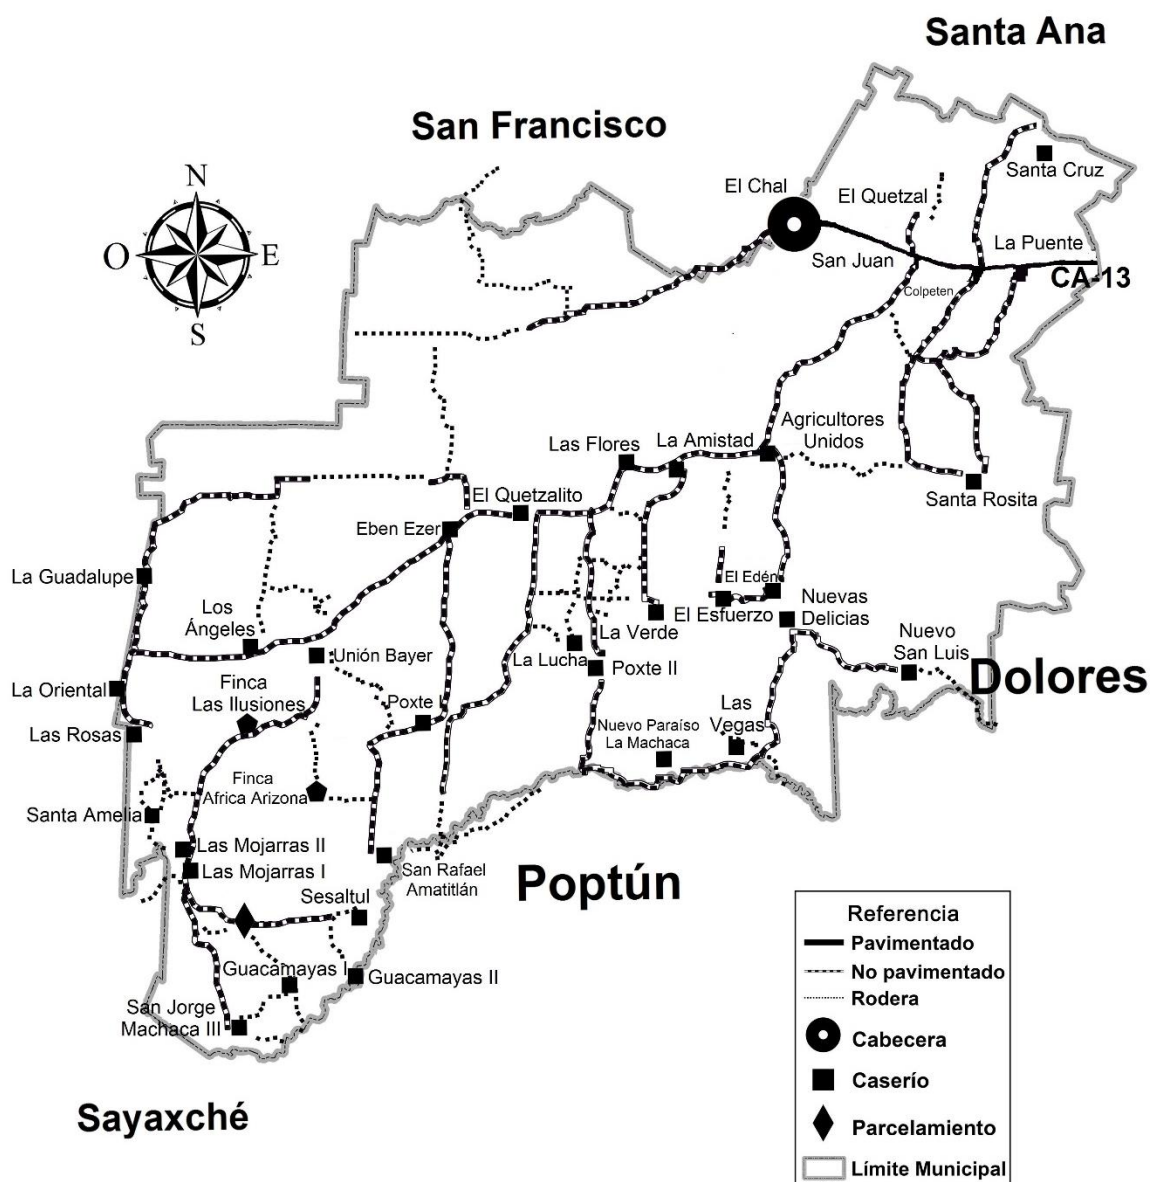 Santa Ana
San Francisco
N
O
E
S
El Chal
El Quetzal
Santa Cruz
San Juan
La Puente
CA-13
Colpeten
Agricultores
Unidos
Las Flores
La Amistad
Santa Rosita
El Quetzalito
Eben Ezer
La Guadalupe
El Edén
El Esfuerzo
Nuevas
Delicias
Los
Ángeles
La Verde
Nuevo
San Luis
Unión Bayer
La Lucha
Poxte II
Dolores
La Oriental
Finca
Las Ilusiones
Poxte I
Las
Vegas
Las Rosas
Nuevo Paraíso
La Machaca
Finca
Africa Arizona
Santa Amelia
Las Mojarras II
Las Mojarras I
San Rafael
Amatitlán
Poptún
Sesaltul
Guacamayas I
Guacamayas II
San Jorge
Machaca III
Sayaxché
Referencia
Pavimentado
No pavimentado
Rodera
Cabecera
Caserío
Parcelamiento
Límite Municipal